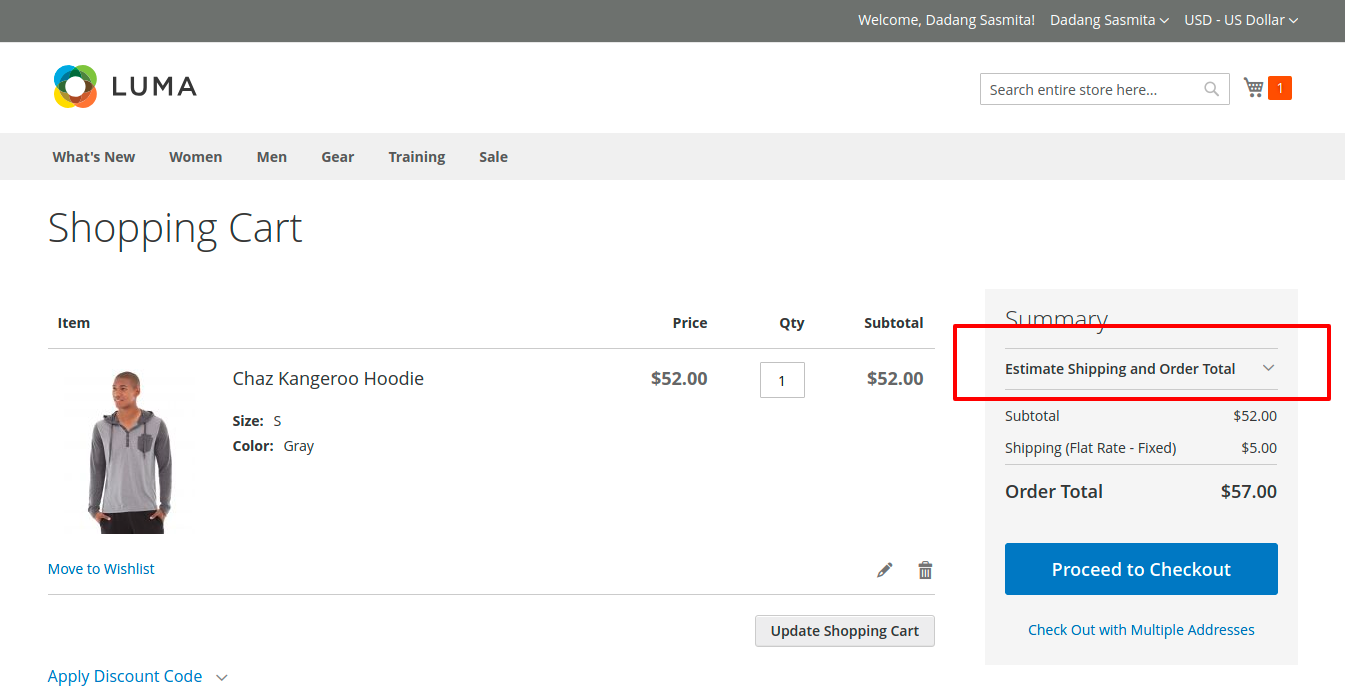 Welcome, Dadang Sasmita! Dadang Sasmita USD - US Dollar
LUMA
Search entire store here... 1
What's New Women Men Gear Training Sale
Shopping Cart
Item Price Qty Subtotal
Chaz Kangeroo Hoodie $52.00 1 $52.00
Size: S
Color: Gray
Move to Wishlist
Update Shopping Cart
Apply Discount Code
Summary
Estimate Shipping and Order Total
Subtotal $52.00
Shipping (Flat Rate - Fixed) $5.00
Order Total $57.00
Proceed to Checkout
Check Out with Multiple Addresses